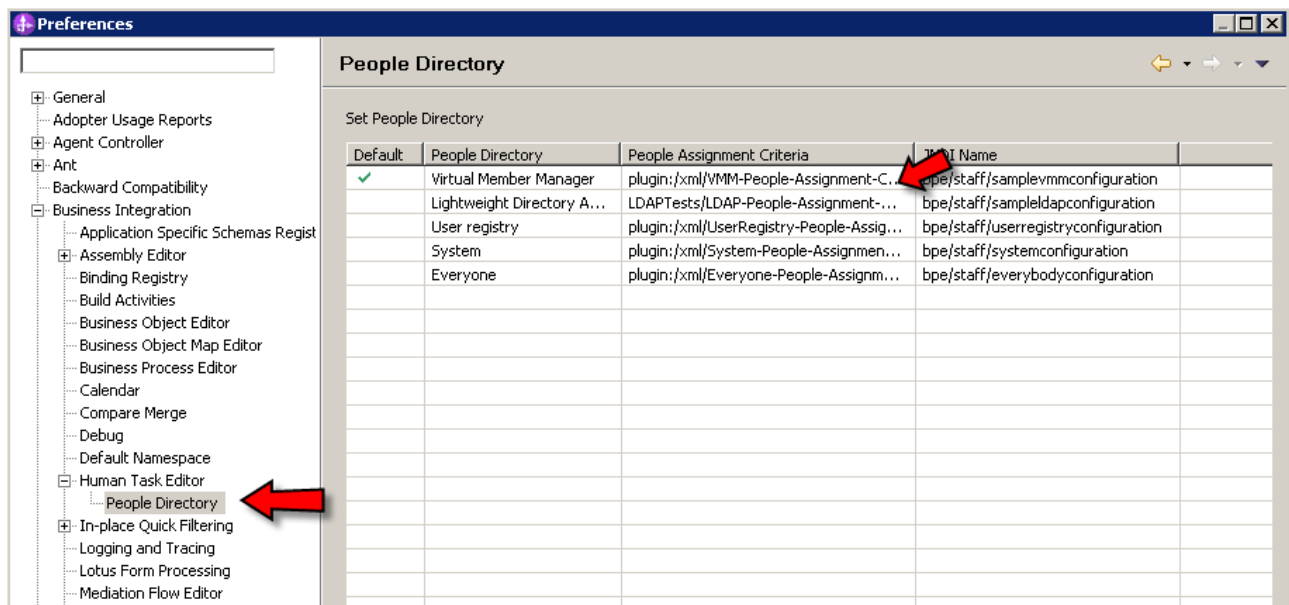 Preferences
People Directory
General
Adopter Usage Reports
Agent Controller
Ant
Backward Compatibility
Business Integration
Application Specific Schemas Regist
Assembly Editor
Binding Registry
Build Activities
Business Object Editor
Business Object Map Editor
Business Process Editor
Calendar
Compare Merge
Debug
Default Namespace
Human Task Editor
People Directory
In-place Quick Filtering
Logging and Tracing
Lotus Form Processing
Mediation Flow Editor
Set People Directory
Default People Directory People Assignment Criteria JNDI Name
Virtual Member Manager plugin:/xml/VMM-People-Assignment-C... bpe/staff/samplevmmconfiguration
Lightweight Directory A... LDAPTests/LDAP-People-Assignment-... bpe/staff/sampleldapconfiguration
User registry plugin:/xml/UserRegistry-People-Assig... bpe/staff/userregistryconfiguration
System plugin:/xml/System-People-Assignmen... bpe/staff/systemconfiguration
Everyone plugin:/xml/Everyone-People-Assignm... bpe/staff/everybodyconfiguration